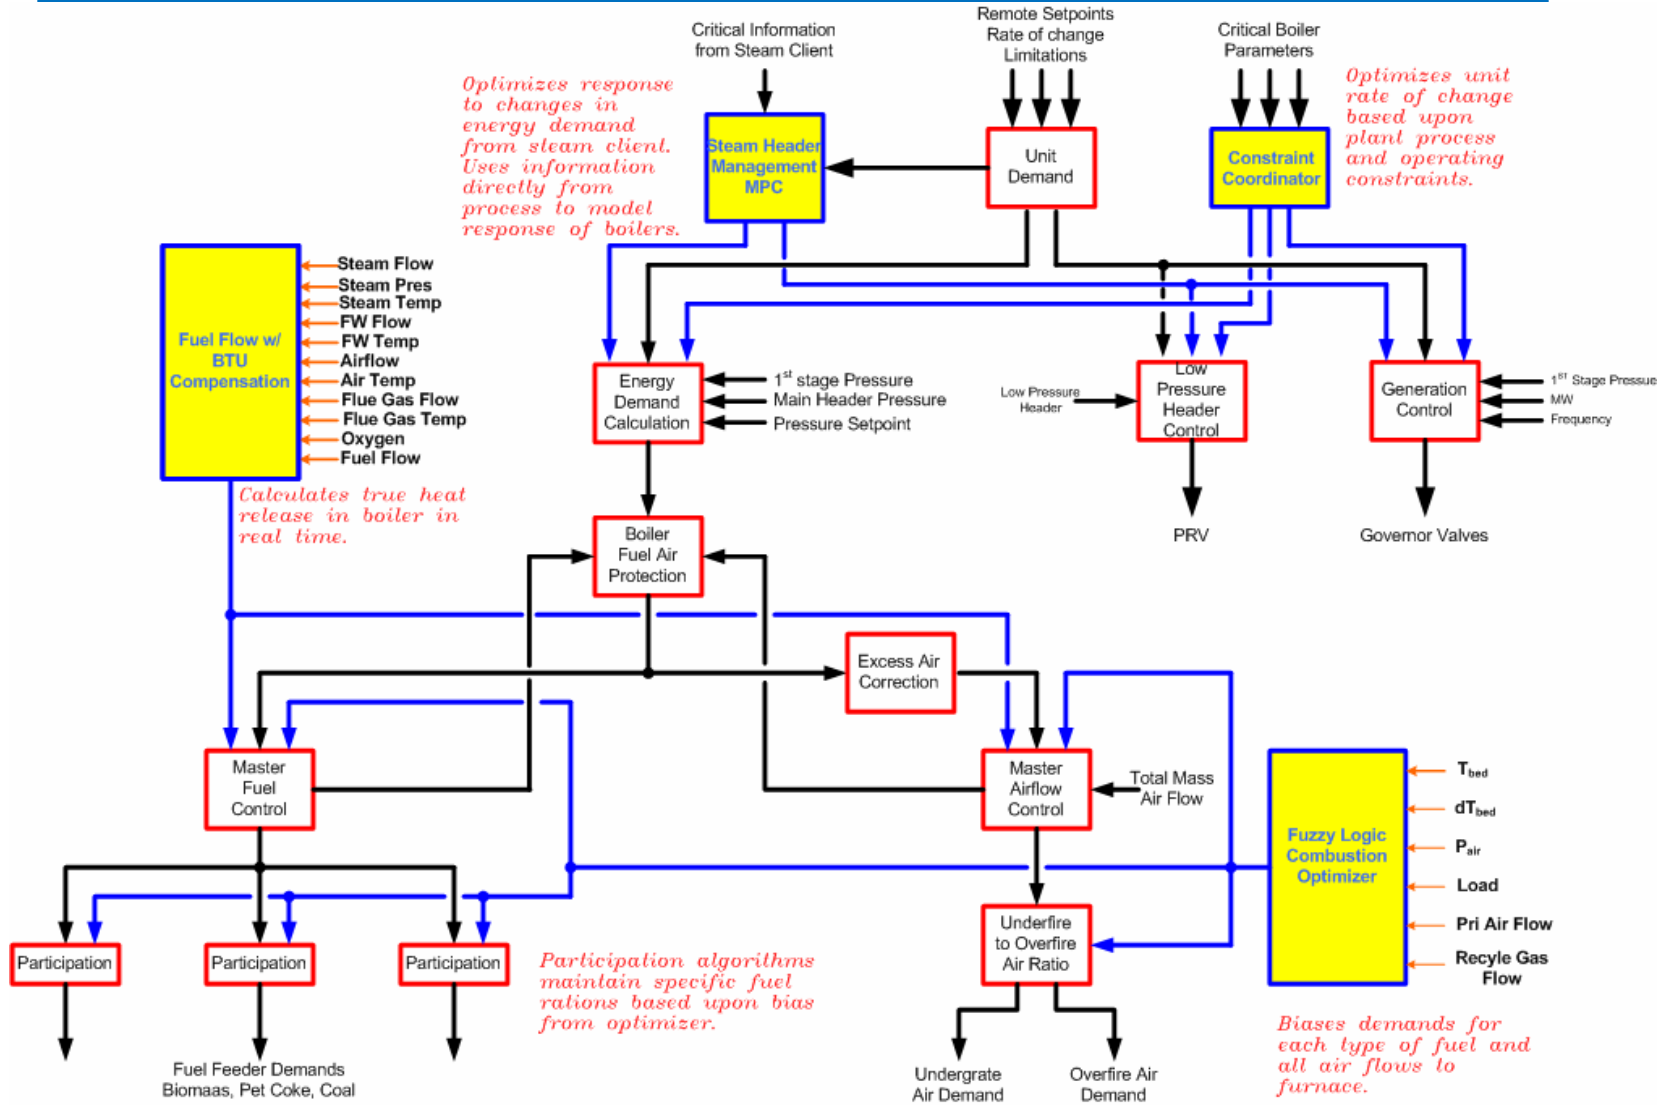 Critical Information
from Steam Client
Remote Setpoints
Rate of change
Limitations
Critical Boiler
Parameters
Optimizes response
to changes in
energy demand
from steam client.
Uses information
directly from
process to model
response of boilers.
Steam Header
Management
MPC
Unit
Demand
Constraint
Coordinator
Optimizes unit
rate of change
based upon
plant process
and operating
constraints.
Fuel Flow w/
BTU
Compensation
Steam Flow
Steam Pres
Steam Temp
FW Flow
FW Temp
Airflow
Air Temp
Flue Gas Flow
Flue Gas Temp
Oxygen
Fuel Flow
Calculates true heat
release in boiler in
real time.
Energy
Demand
Calculation
1st stage Pressure
Main Header Pressure
Pressure Setpoint
Low Pressure
Header
Low
Pressure
Header
Control
Generation
Control
1ST Stage Pressue
MW
Frequency
PRV
Governor Valves
Boiler
Fuel Air
Protection
Excess Air
Correction
Master
Fuel
Control
Master
Airflow
Control
Total Mass
Air Flow
Fuzzy Logic
Combustion
Optimizer
Tbed
dTbed
Pair
Load
Pri Air Flow
Recyle Gas
Flow
Participation
Participation
Participation
Participation algorithms
maintain specific fuel
rations based upon bias
from optimizer.
Underfire
to Overfire
Air Ratio
Biases demands for
each type of fuel and
all air flows to
furnace.
Fuel Feeder Demands
Biomaas, Pet Coke, Coal
Undergrate
Air Demand
Overfire Air
Demand